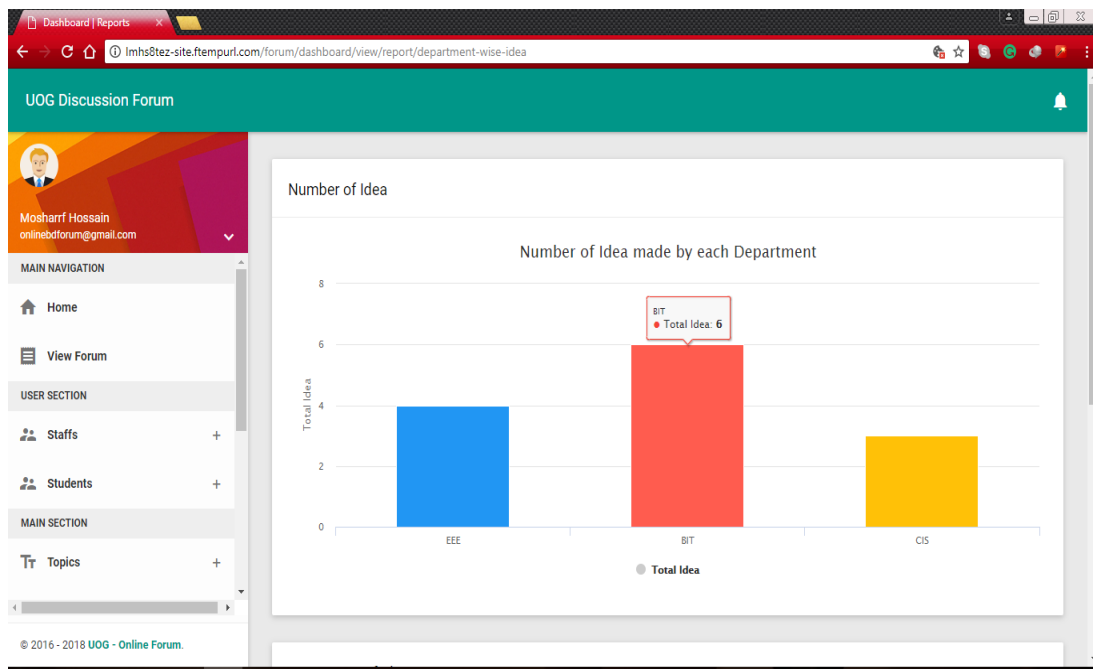 Dashboard | Reports
lmhs8tez-site.ftempurl.com/forum/dashboard/view/report/department-wise-idea
UOG Discussion Forum
Mosharrf Hossain
onlinebdforum@gmail.com
MAIN NAVIGATION
Home
View Forum
USER SECTION
Staffs +
Students +
MAIN SECTION
Topics +
© 2016 - 2018 UOG - Online Forum.
Number of Idea
Number of Idea made by each Department
Total Idea
8
6
4
2
0
BIT
Total Idea: 6
EEE BIT CIS
Total Idea